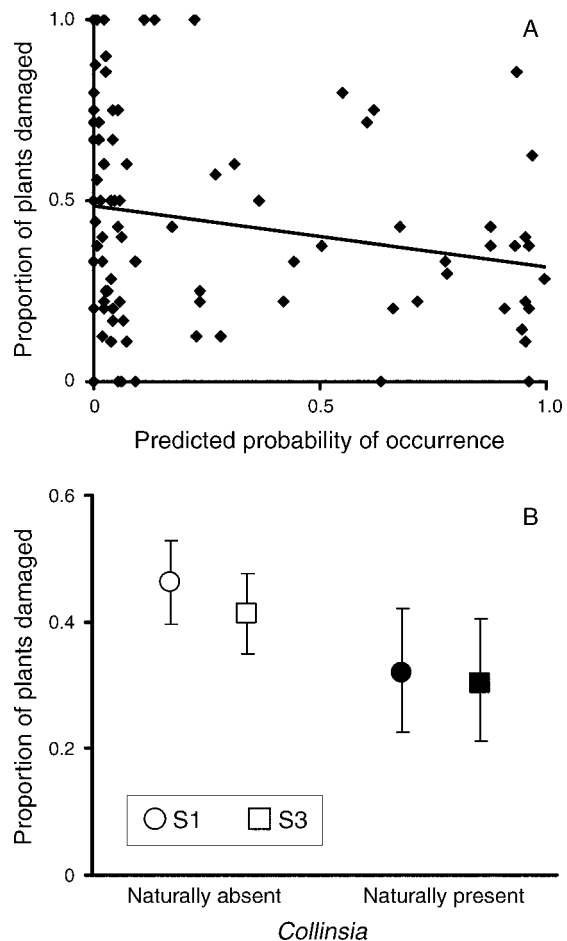 A
Proportion of plants damaged
1.0
0.5
0
0 0.5 1.0
Predicted probability of occurrence
B
Proportion of plants damaged
0.6
0.4
0.2
0
S1 S3
Naturally absent Naturally present
Collinsia